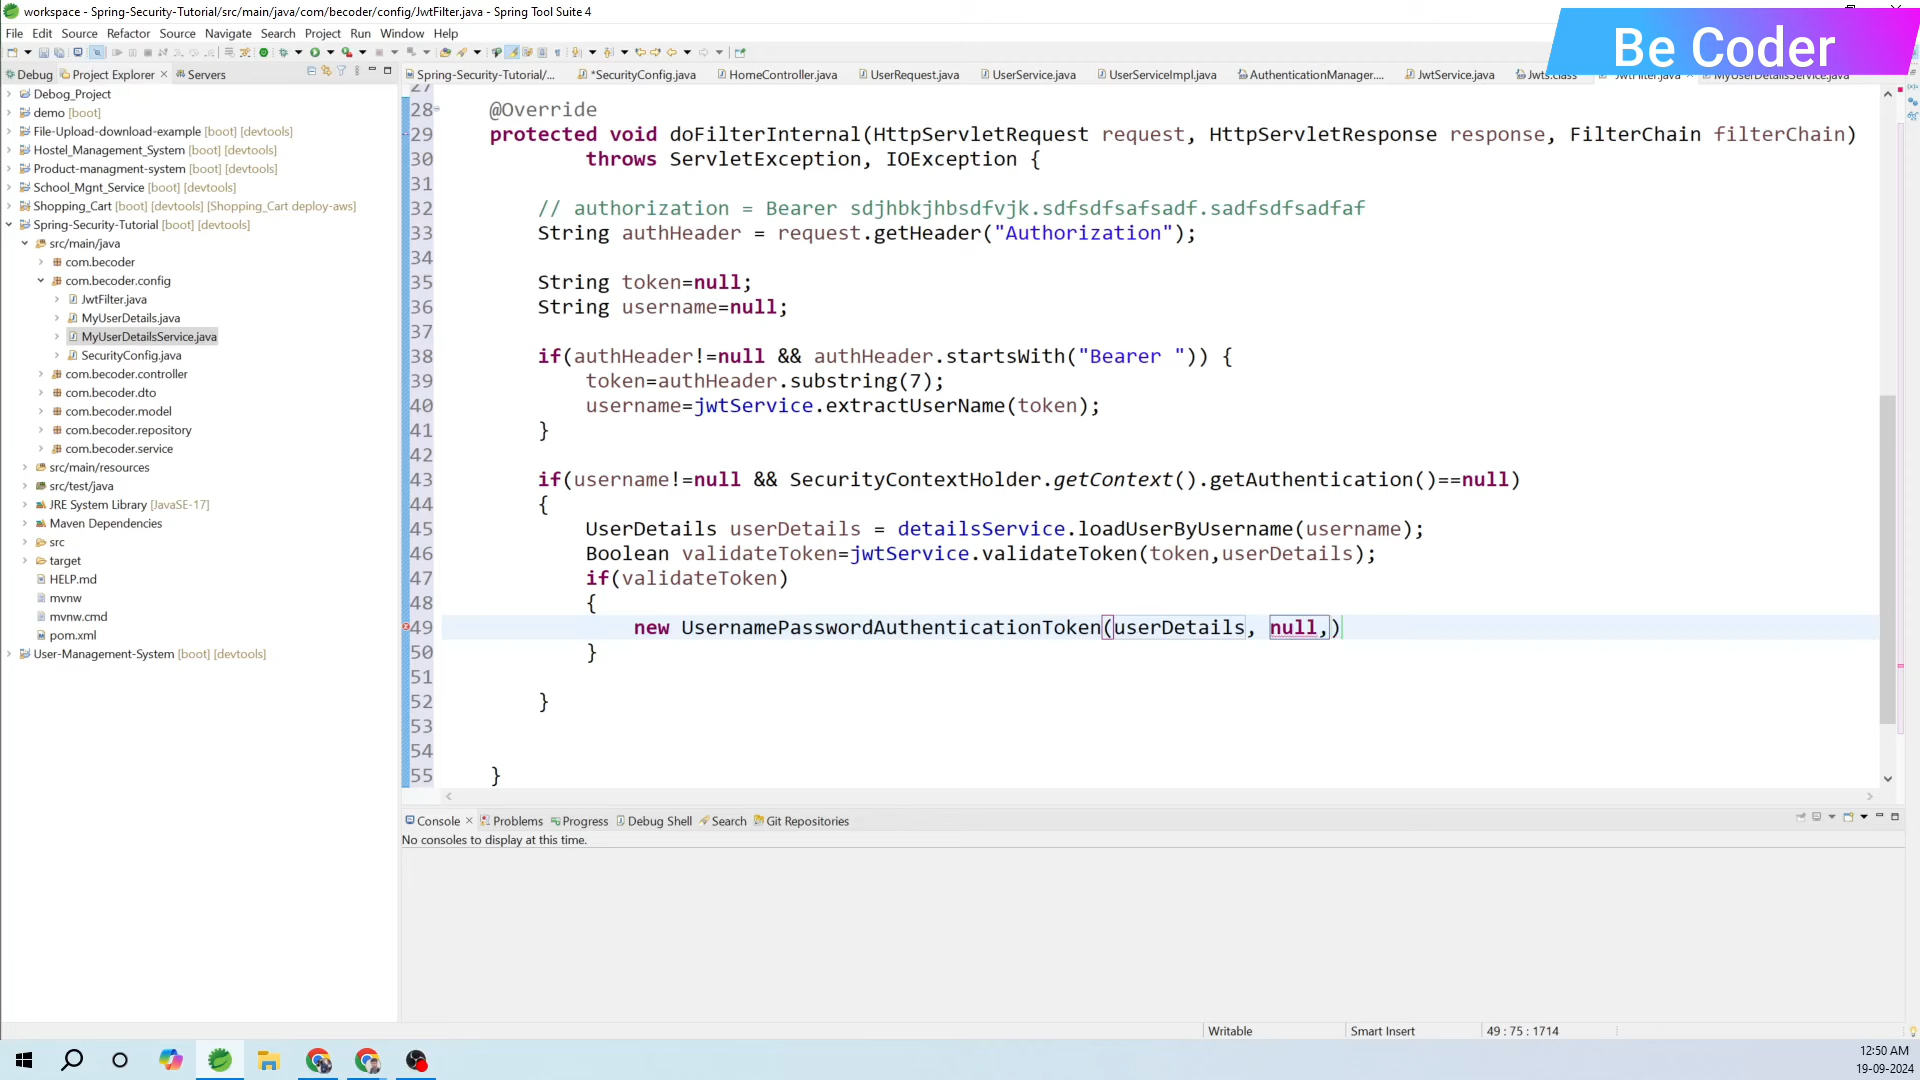 workspace - Spring-Security-Tutorial/src/main/java/com/becoder/config/JwtFilter.java - Spring Tool Suite 4
Be Coder
File Edit Source Refactor Source Navigate Search Project Run Window Help
Debug Project Explorer Servers
Spring-Security-Tutorial/... *SecurityConfig.java HomeController.java UserRequest.java UserService.java UserServiceImpl.java AuthenticationManager.... JwtService.java Jwts.class JwtFilter.java MyUserDetailsService.java
Debog_Project
demo [boot]
File-Upload-download-example [boot] [devtools]
Hostel_Management_System [boot] [devtools]
Product-managment-system [boot] [devtools]
School_Mgnt_Service [boot] [devtools]
Shopping_Cart [boot] [devtools] [Shopping_Cart deploy-aws]
Spring-Security-Tutorial [boot] [devtools]
src/main/java
com.becoder
com.becoder.config
JwtFilter.java
MyUserDetails.java
MyUserDetailsService.java
SecurityConfig.java
com.becoder.controller
com.becoder.dto
com.becoder.model
com.becoder.repository
com.becoder.service
src/main/resources
src/test/java
JRE System Library [JavaSE-17]
Maven Dependencies
src
target
HELP.md
mvnw
mvnw.cmd
pom.xml
User-Management-System [boot] [devtools]
27
28 @Override
29 protected void doFilterInternal(HttpServletRequest request, HttpServletResponse response, FilterChain filterChain)
30 throws ServletException, IOException {
31
32 // authorization = Bearer sdjhbkjhbsdfvjk.sdfsdfsafsadf.sadfsdfsadfaf
33 String authHeader = request.getHeader("Authorization");
34
35 String token=null;
36 String username=null;
37
38 if(authHeader!=null && authHeader.startsWith("Bearer ")) {
39 token=authHeader.substring(7);
40 username=jwtService.extractUserName(token);
41 }
42
43 if(username!=null && SecurityContextHolder.getContext().getAuthentication()==null)
44 {
45 UserDetails userDetails = detailsService.loadUserByUsername(username);
46 Boolean validateToken=jwtService.validateToken(token,userDetails);
47 if(validateToken)
48 {
49 new UsernamePasswordAuthenticationToken(userDetails, null,)
50 }
51
52 }
53
54
55 }
Console Problems Progress Debug Shell Search Git Repositories
No consoles to display at this time.
Writable Smart Insert 49 : 75 : 1714
12:50 AM
19-09-2024